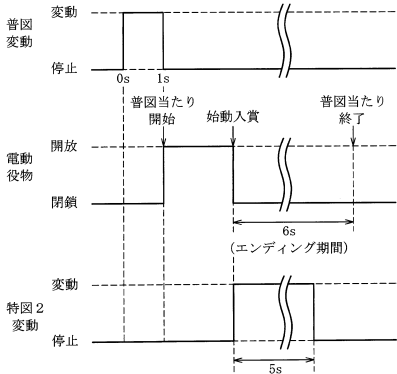 普図
変動
変動
停止
0s
1s
普図当たり
開始
始動入賞
普図当たり
終了
電動
役物
開放
閉鎖
6s
(エンディング期間)
特図2
変動
変動
停止
5s